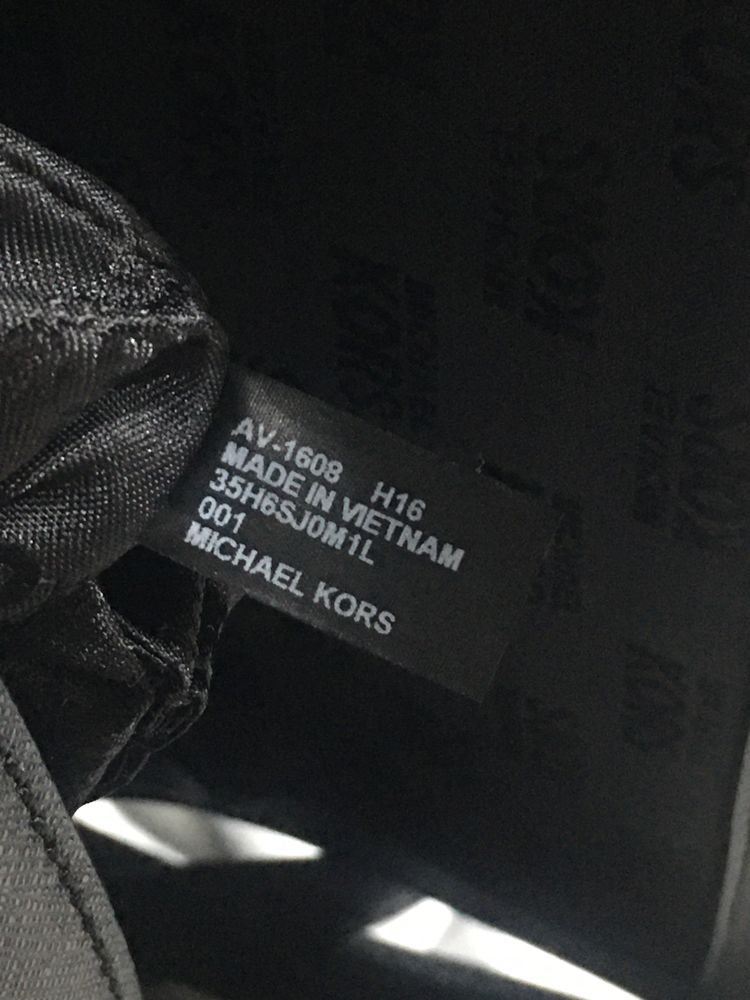 AV-1608 H16
MADE IN VIETNAM
35H6SJ0M1L
001
MICHAEL KORS